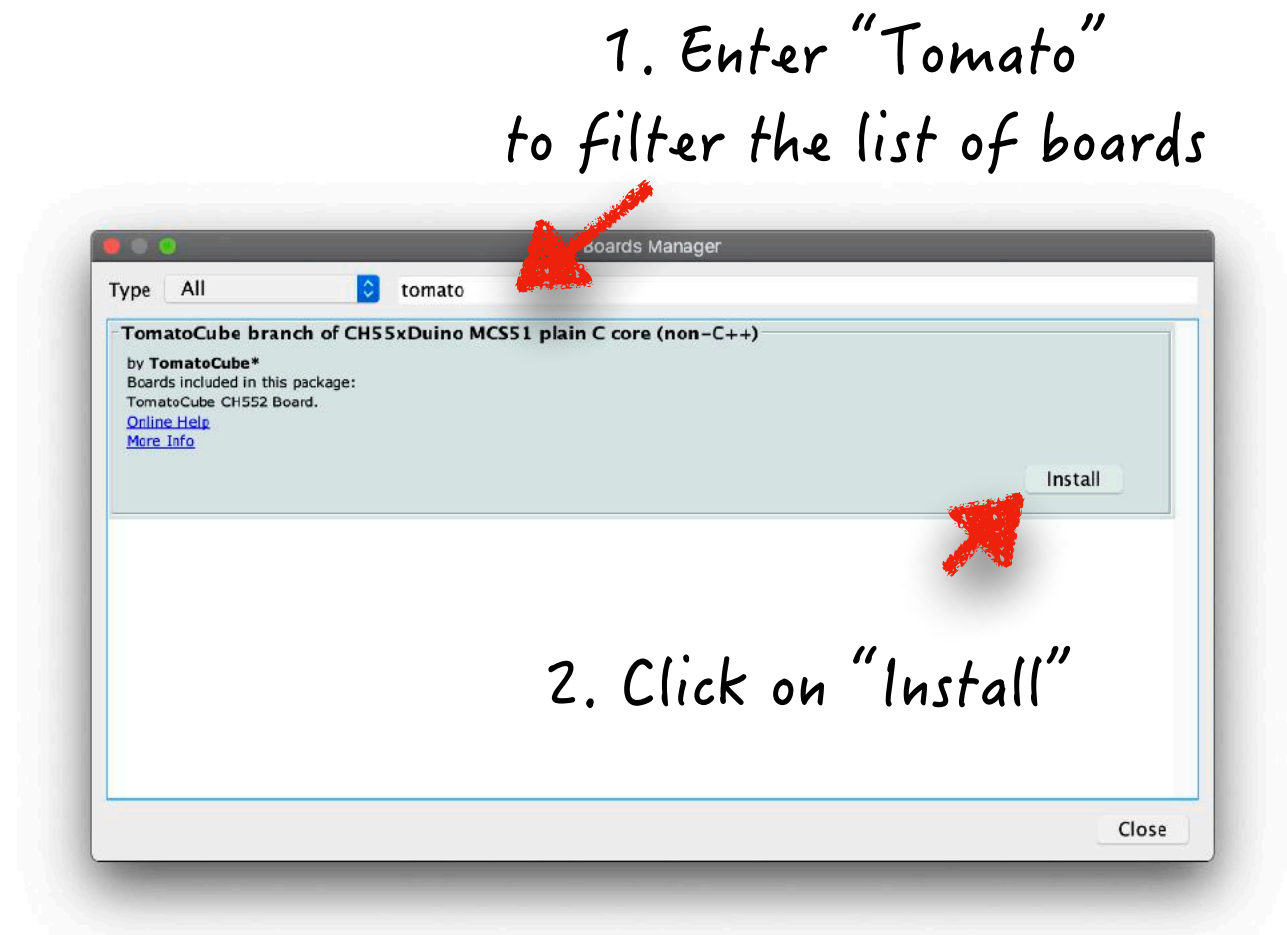 1. Enter “Tomato”
to filter the list of boards
Boards Manager
Type All tomato
TomatoCube branch of CH55xDuino MCS51 plain C core (non-C++)
by TomatoCube*
Boards included in this package:
TomatoCube CH552 Board.
Online Help
More Info
Install
2. Click on “Install”
Close